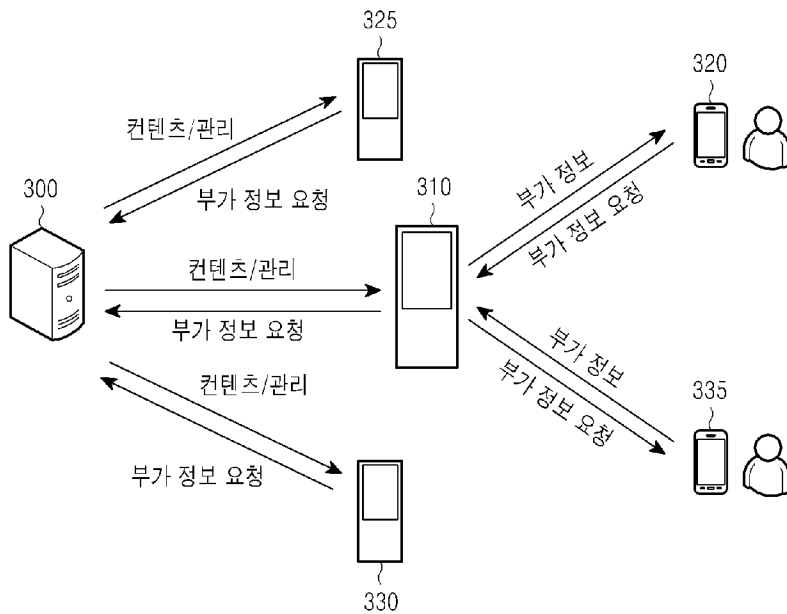 325
320
컨텐츠/관리
부가 정보
300
부가 정보 요청
310
부가 정보 요청
컨텐츠/관리
부가 정보 요청
부가 정보
컨텐츠/관리
부가 정보 요청
335
부가 정보 요청
330